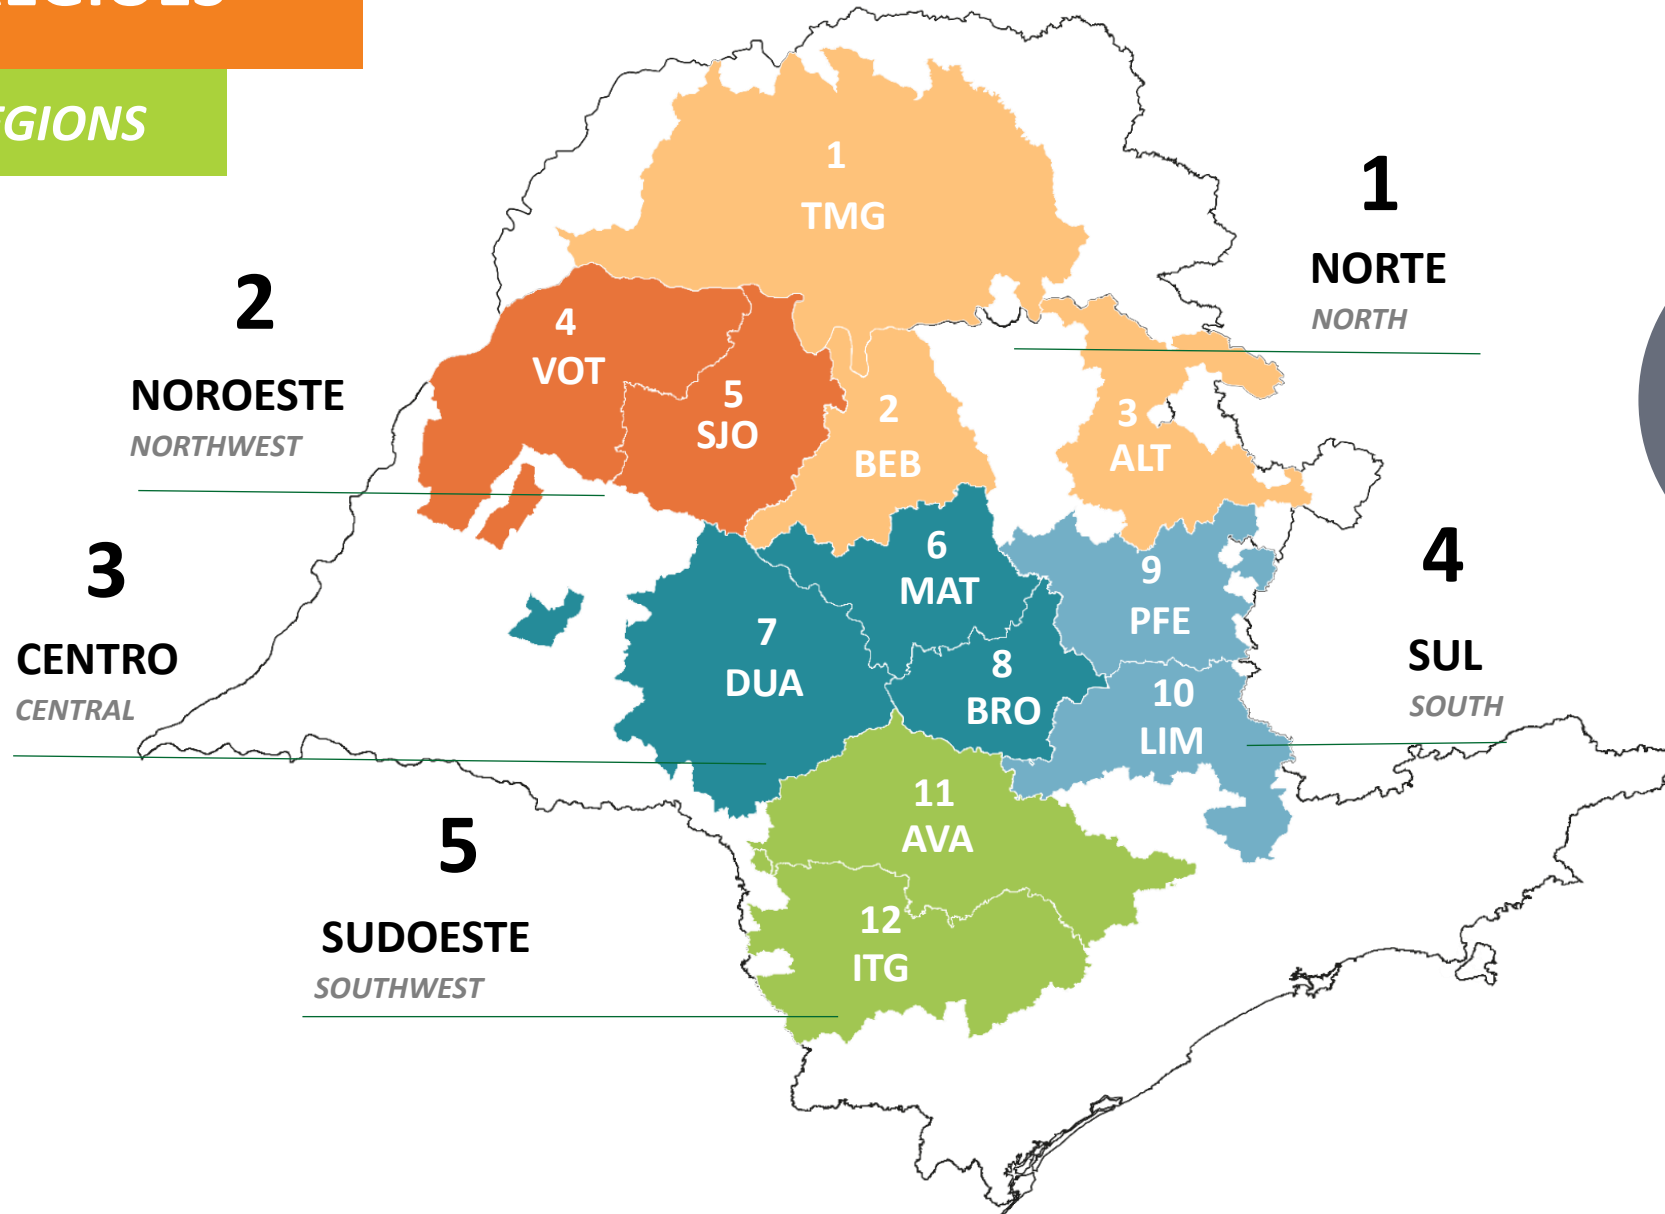 EGIONS
1
TMG
1
NORTE
NORTH
2
NOROESTE
NORTHWEST
4
VOT
5
SJO
2
BEB
3
ALT
3
CENTRO
CENTRAL
6
MAT
7
DUA
8
BRO
9
PFE
10
LIM
4
SUL
SOUTH
5
SUDOESTE
SOUTHWEST
11
AVA
12
ITG